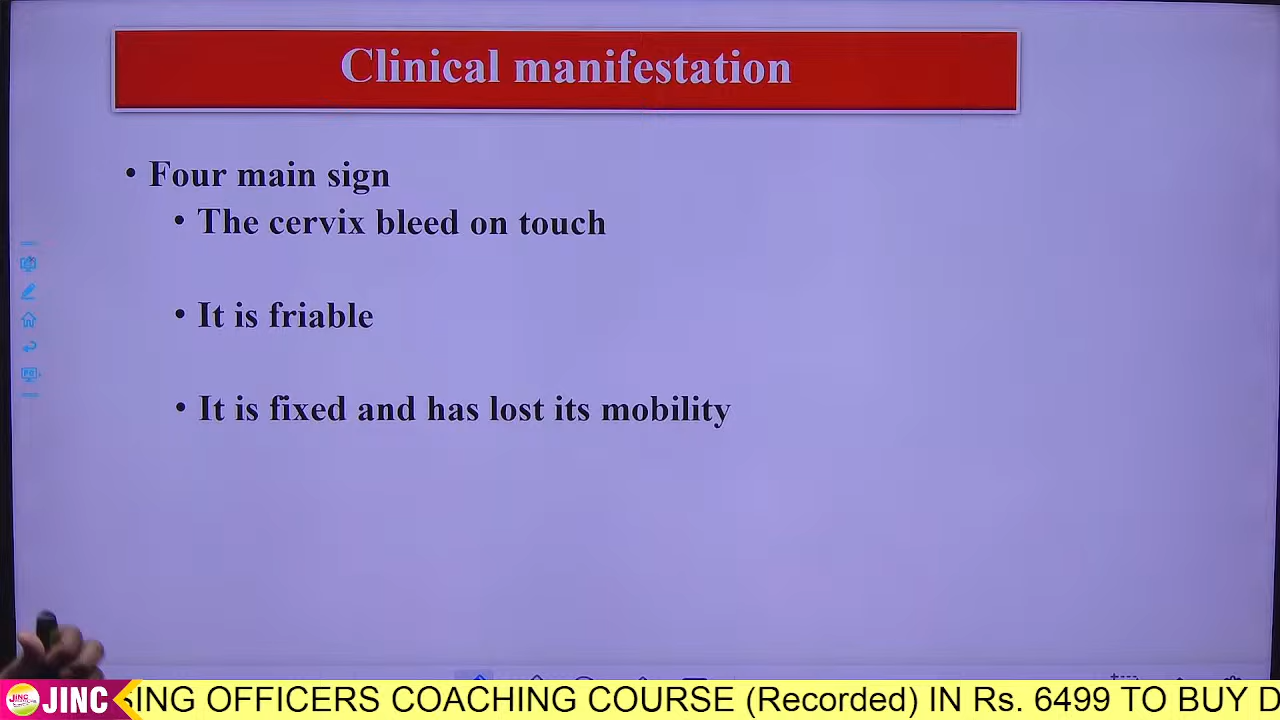 Clinical manifestation
• Four main sign
• The cervix bleed on touch
• It is friable
• It is fixed and has lost its mobility
JINC
OFFICERS COACHING COURSE (Recorded) IN Rs. 6499 TO BUY